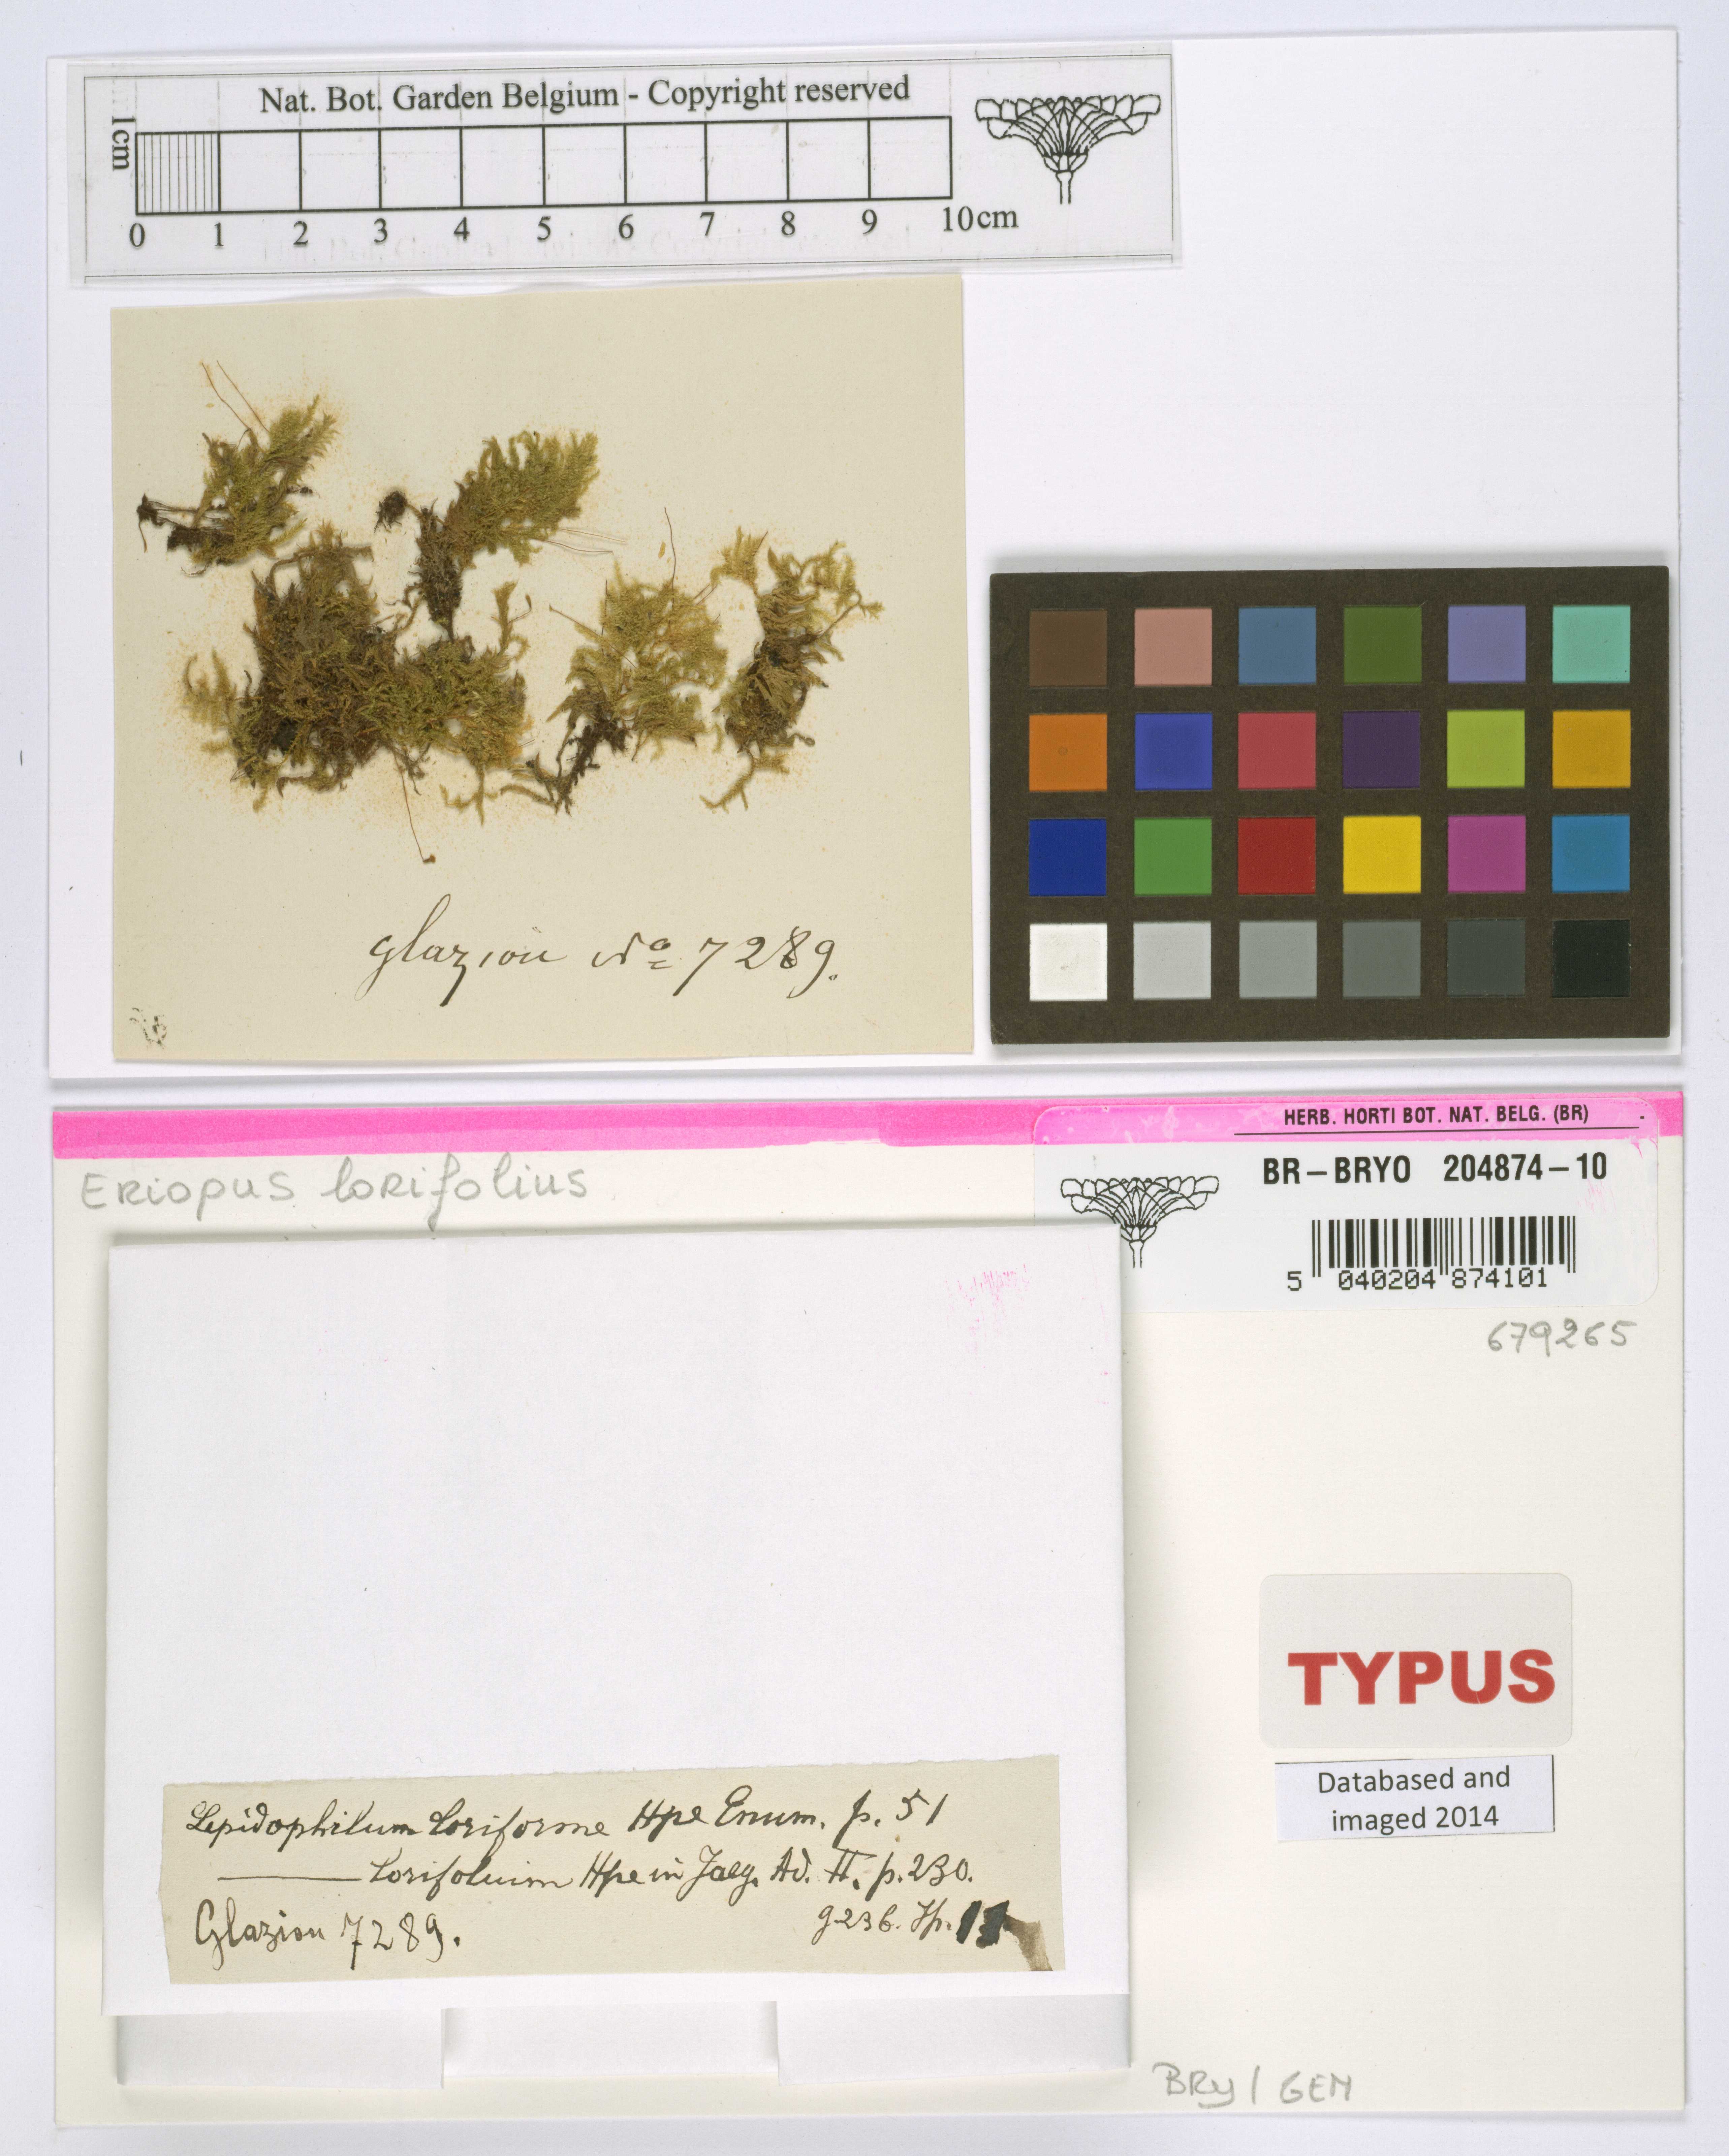 Nat. Bot. Garden Belgium - Copyright reserved
1cm
0 1 2 3 4 5 6 7 8 9 10cm
Glaziou No 7289.
HERB. HORTI BOT. NAT. BELG. (BR)
Eriopus lorifolius
BR-BRYO 204874-10
5 040204 874101
679265
TYPUS
Databased and
imaged 2014
Lepidophilum loriforme Hpe Enum. p. 51
——— lorifolium Hpe in Jaeg. Ad. II. p. 230.
Glaziou 7289.
g 236. Sp.
BRY / GEM